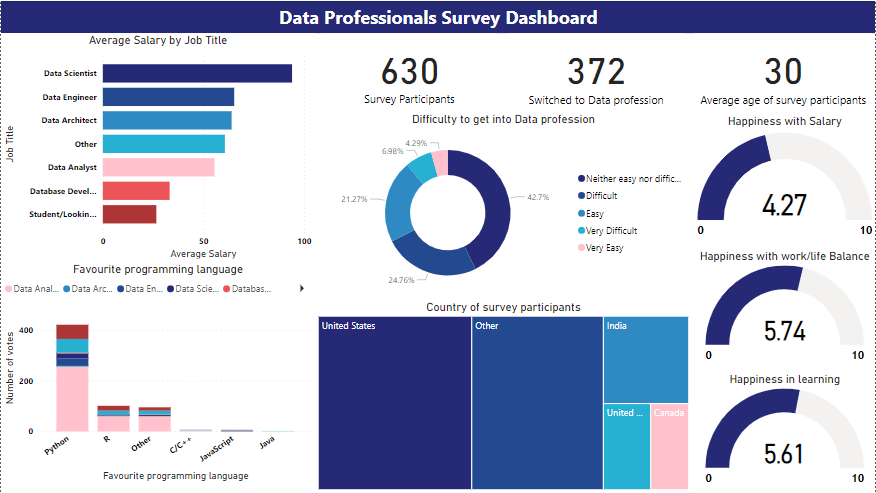 Data Professionals Survey Dashboard
Average Salary by Job Title
Job Title
Data Scientist
Data Engineer
Data Architect
Other
Data Analyst
Database Devel...
Student/Lookin...
0
50
100
Average Salary
630
Survey Participants
372
Switched to Data profession
30
Average age of survey participants
Difficulty to get into Data profession
4.29%
6.98%
21.27%
24.76%
42.7%
Neither easy nor diffic...
Difficult
Easy
Very Difficult
Very Easy
Happiness with Salary
4.27
0
10
Happiness with work/life Balance
5.74
0
10
Happiness in learning
5.61
0
10
Favourite programming language
Data Anal...
Data Arc...
Data En...
Data Scie...
Databas...
Number of votes
400
200
0
Python
R
Other
C/C++
JavaScript
Java
Favourite programming language
Country of survey participants
United States
Other
India
United ...
Canada